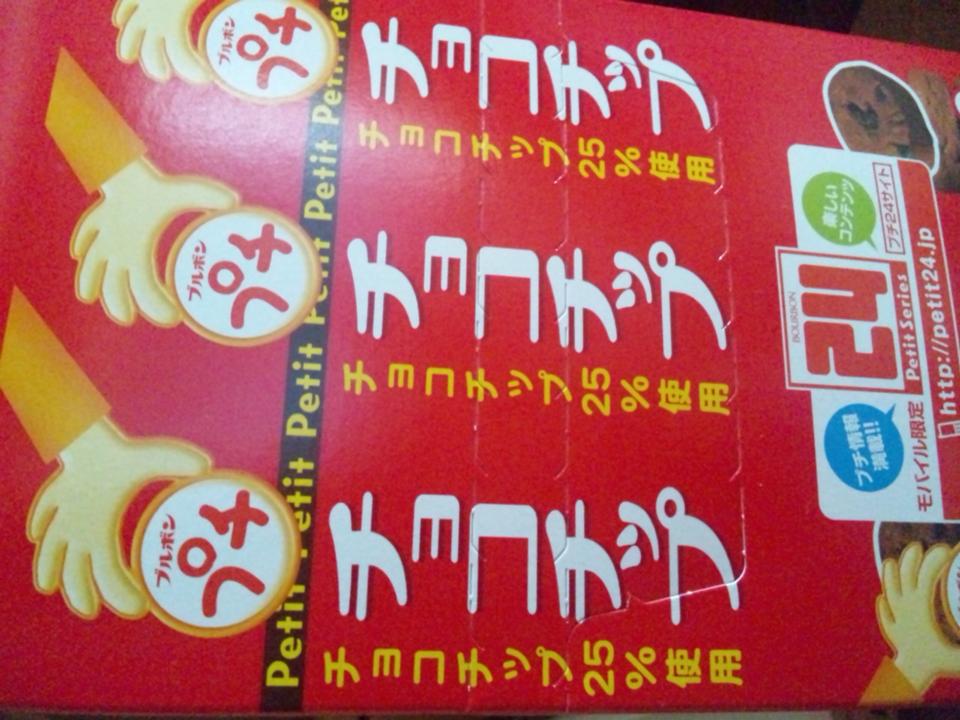 Petit Petit Petit Petit Petit Petit
ブルボン
プチ
チョコチップ
チョコチップ25%使用
ブルボン
プチ
チョコチップ
チョコチップ25%使用
ブルボン
プチ
チョコチップ
チョコチップ25%使用
プチ情報
満載!!
BOURBON
24
楽しい
コンテンツ
モバイル限定
Petit Series
プチ24サイト
http://petit24.jp